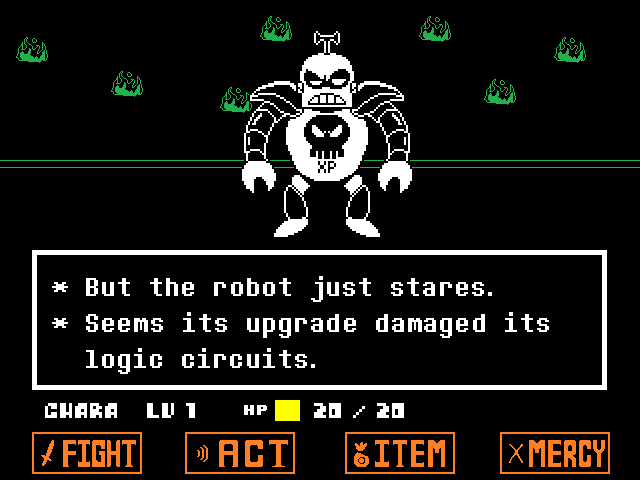 XP
* But the robot just stares.
* Seems its upgrade damaged its
logic circuits.
CHARA LV 1 HP 20 / 20
FIGHT ACT ITEM MERCY